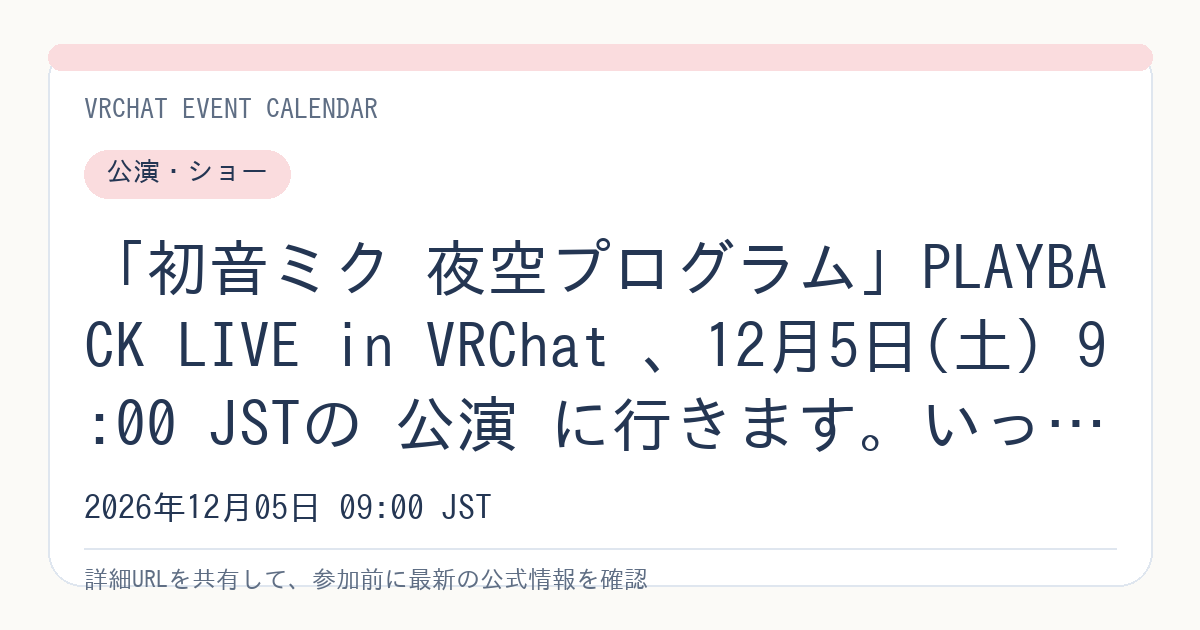 VRCHAT EVENT CALENDAR
公演・ショー
「初音ミク 夜空プログラム」PLAYBA
CK LIVE in VRChat 、12月5日(土) 9
:00 JSTの 公演 に行きます。いっ…
2026年12月05日 09:00 JST
詳細URLを共有して、参加前に最新の公式情報を確認